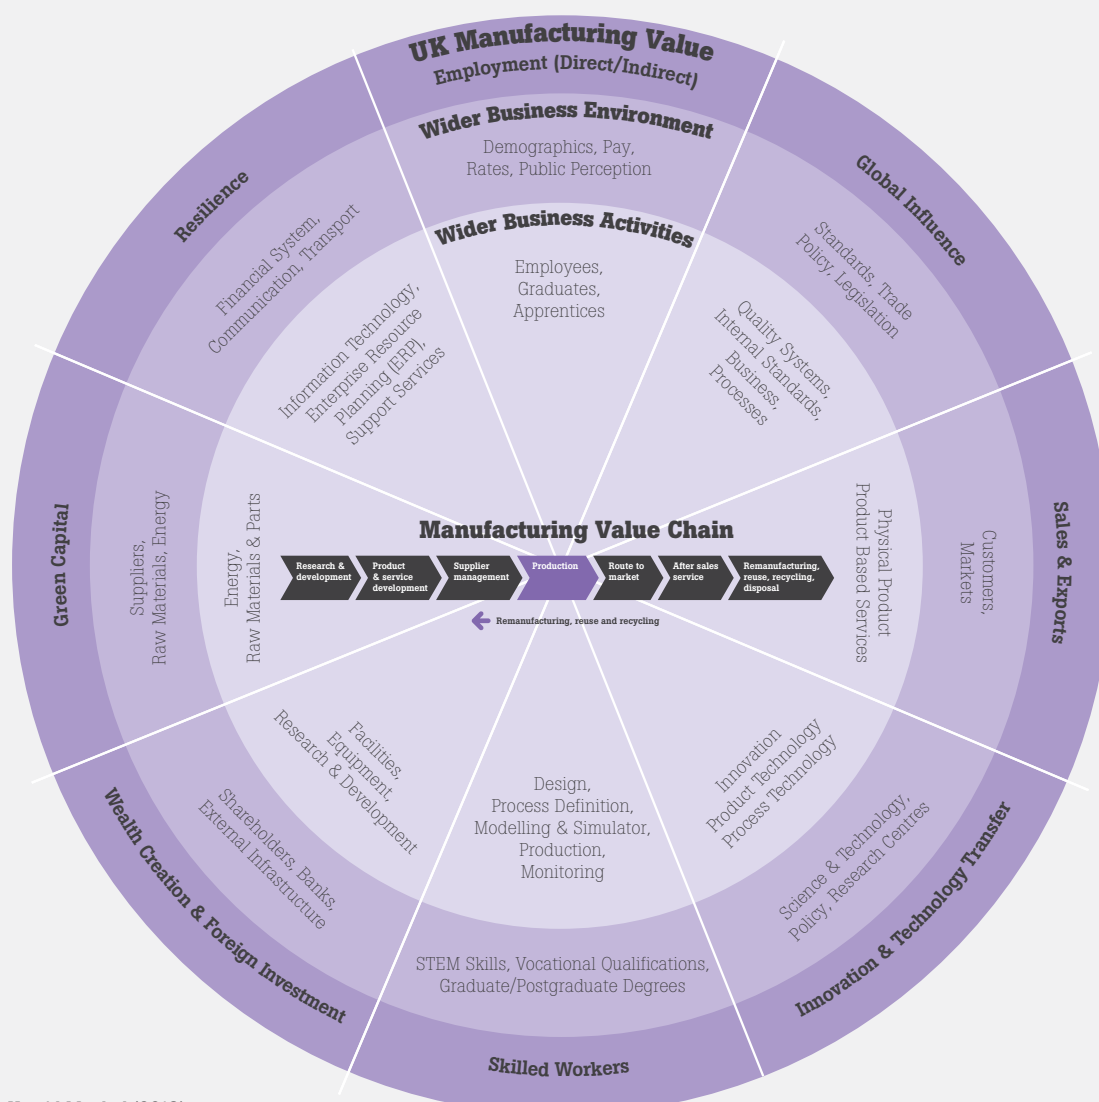 UK Manufacturing Value
Employment (Direct/Indirect)
Wider Business Environment
Demographics, Pay,
Rates, Public Perception
Wider Business Activities
Employees,
Graduates,
Apprentices
Global Influence
Standards, Trade
Policy, Legislation
Quality Systems,
Internal Standards,
Business,
Processes
Sales & Exports
Customers,
Markets
Physical Product
Product Based Services
Innovation & Technology Transfer
Science & Technology,
Policy, Research Centres
Innovation
Product Technology
Process Technology
Skilled Workers
STEM Skills, Vocational Qualifications,
Graduate/Postgraduate Degrees
Design,
Process Definition,
Modelling & Simulator,
Production,
Monitoring
Wealth Creation & Foreign Investment
Shareholders, Banks,
External Infrastructure
Facilities,
Equipment,
Research & Development
Green Capital
Suppliers,
Raw Materials, Energy
Energy,
Raw Materials & Parts
Resilience
Financial System,
Communication, Transport
Information Technology,
Enterprise Resource
Planning (ERP),
Support Services
Manufacturing Value Chain
Research &
development
Product
& service
development
Supplier
management
Production
Route to
market
After sales
service
Remanufacturing,
reuse, recycling,
disposal
Remanufacturing, reuse and recycling